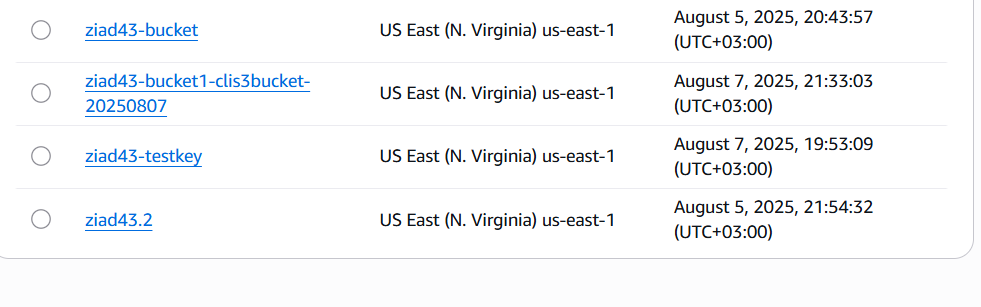 ziad43-bucket US East (N. Virginia) us-east-1 August 5, 2025, 20:43:57
(UTC+03:00)
ziad43-bucket1-clis3bucket-
20250807 US East (N. Virginia) us-east-1 August 7, 2025, 21:33:03
(UTC+03:00)
ziad43-testkey US East (N. Virginia) us-east-1 August 7, 2025, 19:53:09
(UTC+03:00)
ziad43.2 US East (N. Virginia) us-east-1 August 5, 2025, 21:54:32
(UTC+03:00)